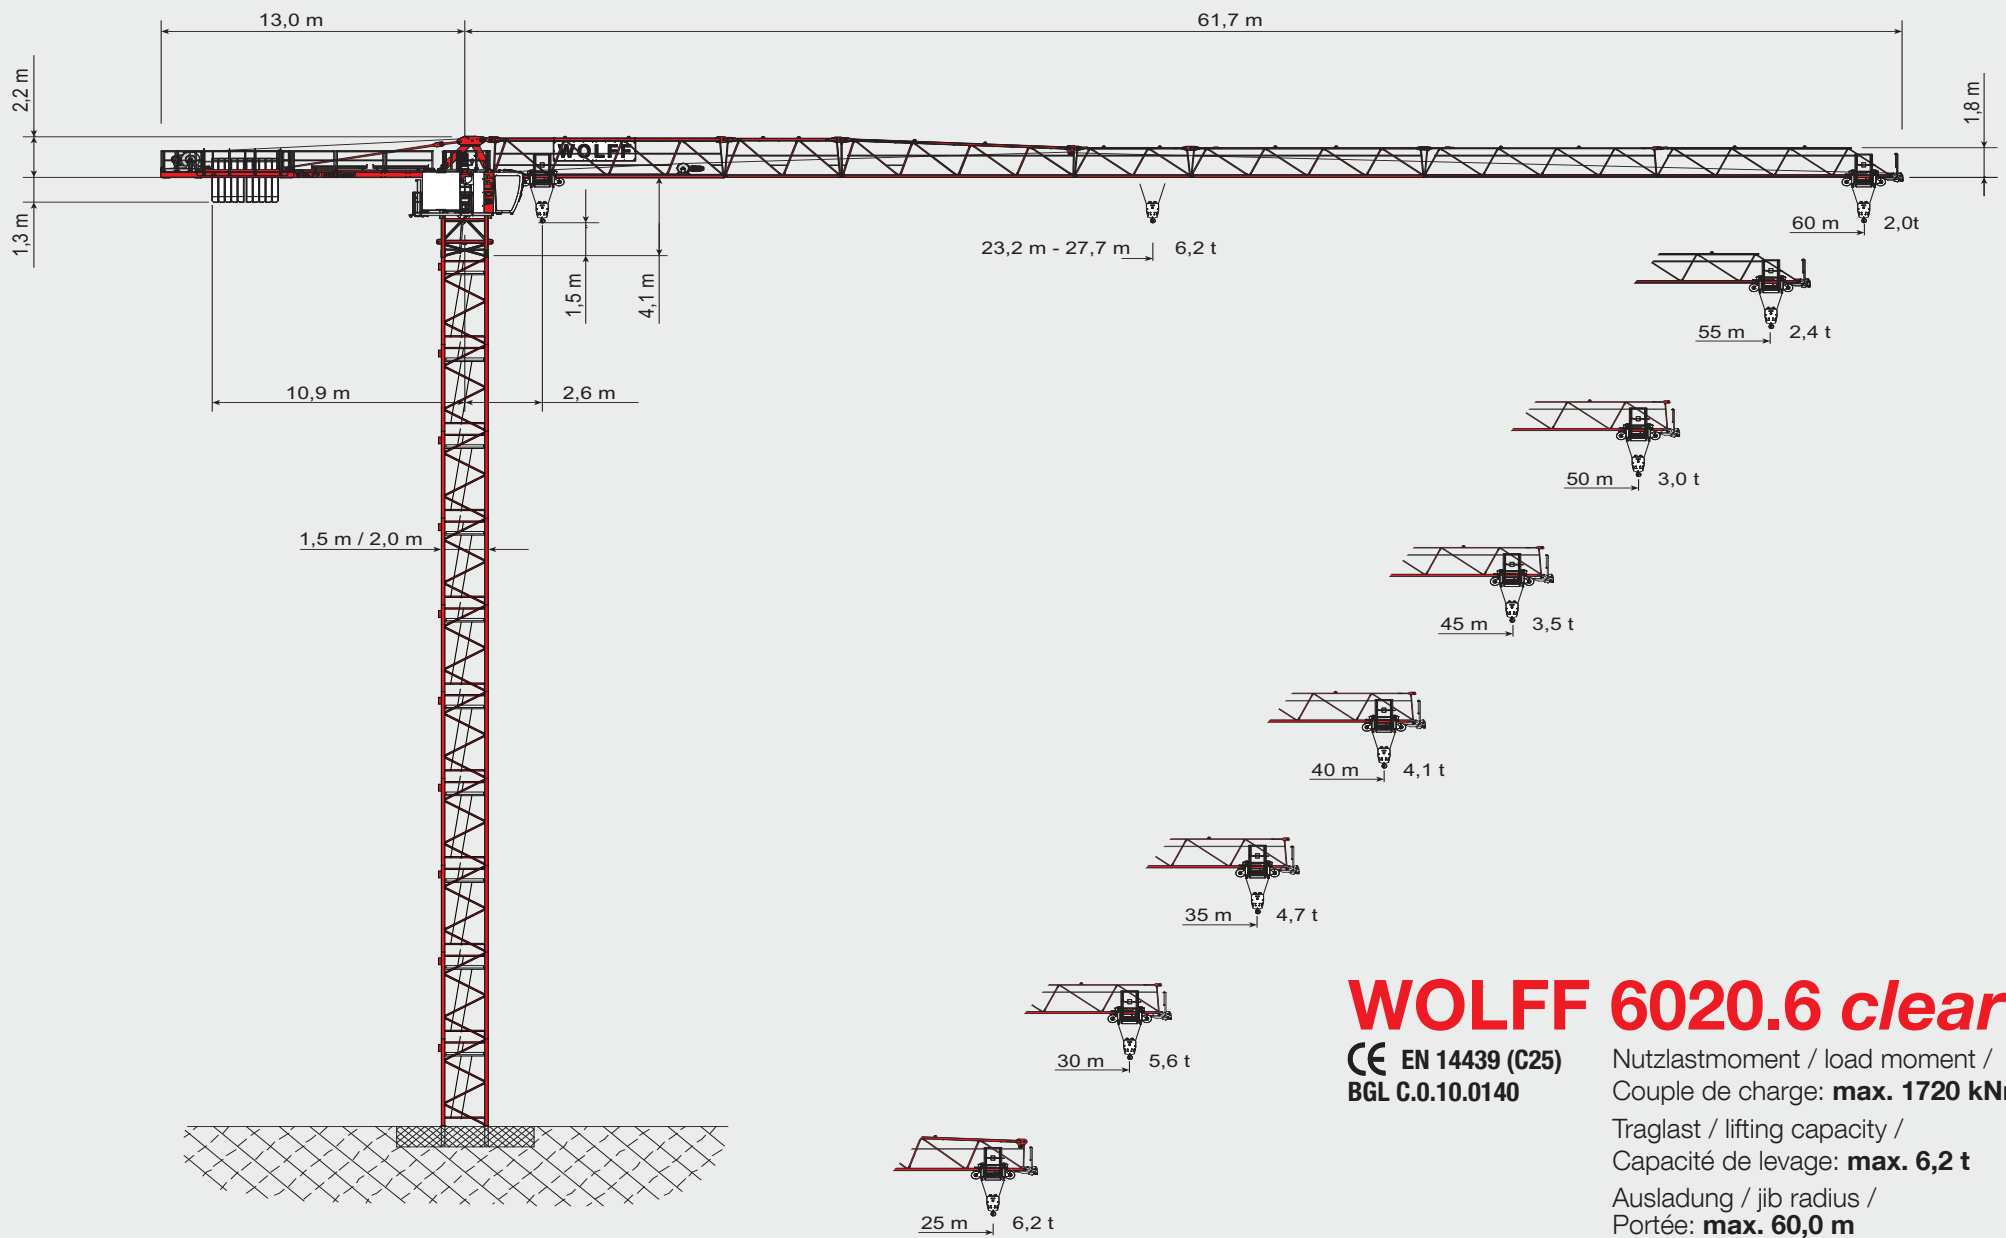 13,0 m
61,7 m
2,2 m
1,8 m
WOLFF
1,3 m
23,2 m - 27,7 m 6,2 t
60 m 2,0t
1,5 m
4,1 m
55 m 2,4 t
10,9 m
2,6 m
50 m 3,0 t
1,5 m / 2,0 m
45 m 3,5 t
40 m 4,1 t
35 m 4,7 t
30 m 5,6 t
25 m 6,2 t
WOLFF 6020.6 clear
CE EN 14439 (C25)
BGL C.0.10.0140
Nutzlastmoment / load moment /
Couple de charge: max. 1720 kNm
Traglast / lifting capacity /
Capacité de levage: max. 6,2 t
Ausladung / jib radius /
Portée: max. 60,0 m